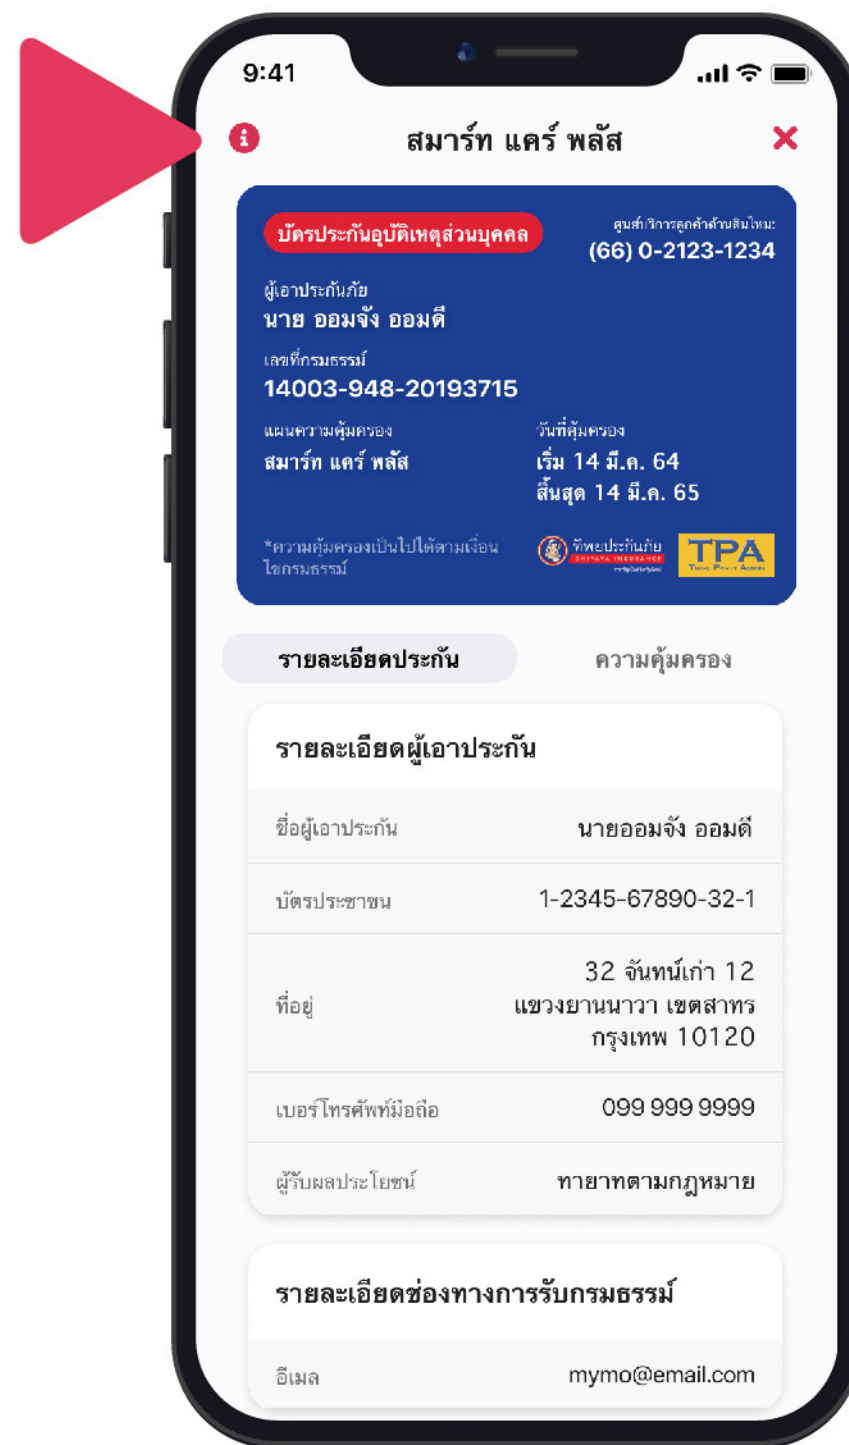 9:41
สมาร์ท แคร์ พลัส
บัตรประกันอุบัติเหตุส่วนบุคคล
ศูนย์บริการลูกค้าด้านสินไหม:
(66) 0-2123-1234
ผู้เอาประกันภัย
นาย ออมจัง ออมดี
เลขที่กรมธรรม์
14003-948-20193715
แผนความคุ้มครอง
สมาร์ท แคร์ พลัส
วันที่คุ้มครอง
เริ่ม 14 มี.ค. 64
สิ้นสุด 14 มี.ค. 65
*ความคุ้มครองเป็นไปได้ตามเงื่อน
ไขกรมธรรม์
ทิพยประกันภัย
DHIPAYA INSURANCE
TPA
THIRD PARTY ADMIN
รายละเอียดประกัน
ความคุ้มครอง
รายละเอียดผู้เอาประกัน
ชื่อผู้เอาประกัน
นายออมจัง ออมดี
บัตรประชาชน
1-2345-67890-32-1
ที่อยู่
32 จันทน์เก่า 12
แขวงยานนาวา เขตสาทร
กรุงเทพ 10120
เบอร์โทรศัพท์มือถือ
099 999 9999
ผู้รับผลประโยชน์
ทายาทตามกฎหมาย
รายละเอียดช่องทางการรับกรมธรรม์
อีเมล
mymo@email.com